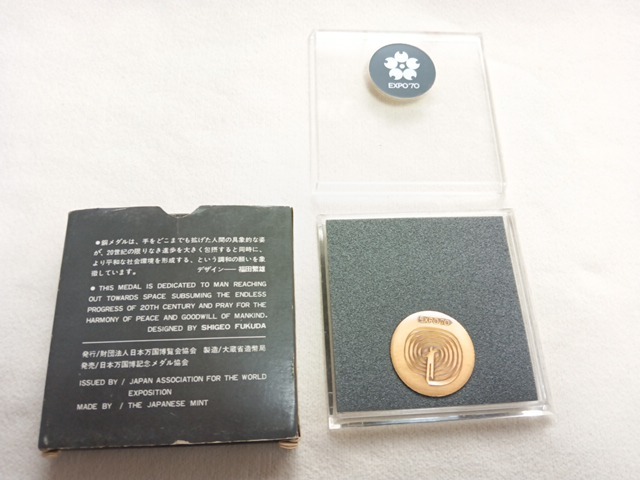 EXPO'70
●銅メダルは、手をどこまでも拡げた人間の具象的な姿
が、20世紀の限りなき進歩を大きく包摂すると同時に、
より平和な社会環境を形成する、という調和の願いを象
徴しています。
デザイン——福田繁雄
● THIS MEDAL IS DEDICATED TO MAN REACHING
OUT TOWARDS SPACE SUBSUMING THE ENDLESS
PROGRESS OF 20TH CENTURY AND PRAY FOR THE
HARMONY OF PEACE AND GOODWILL OF MANKIND.
DESIGNED BY SHIGEO FUKUDA
発行/財団法人日本万国博覧会協会 製造/大蔵省造幣局
発売/日本万国博記念メダル協会
ISSUED BY / JAPAN ASSOCIATION FOR THE WORLD
EXPOSITION
MADE BY / THE JAPANESE MINT